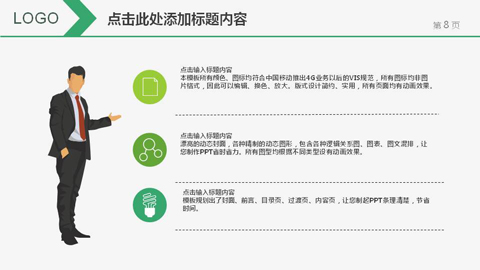 LOGO
点击此处添加标题内容
第 8 页
点击输入标题内容
本模板所有颜色、图标均符合中国移动推出4G业务以后的VIS规范，所有图标均非图
片格式，因此可以编辑、换色、放大。版式设计简约、实用，所有页面均有动画效果。
点击输入标题内容
漂亮的动态封面，各种精制的动态图形，包含各种逻辑关系图、图表、图文混排，让
您制作PPT省时省力。所有图型均根据不同类型设有动画效果。
点击输入标题内容
模板规划出了封面、前言、目录页、过渡页、内容页，让您制起PPT条理清楚，节省
时间。